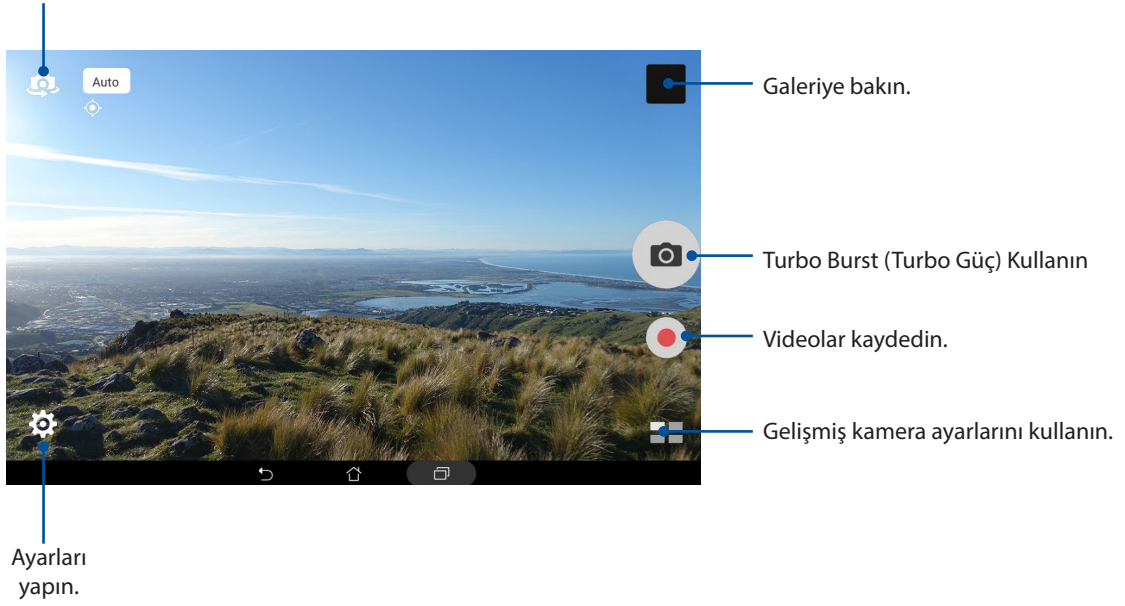 Auto
Galeriye bakın.
Turbo Burst (Turbo Güç) Kullanın
Videolar kaydedin.
Gelişmiş kamera ayarlarını kullanın.
Ayarları
yapın.